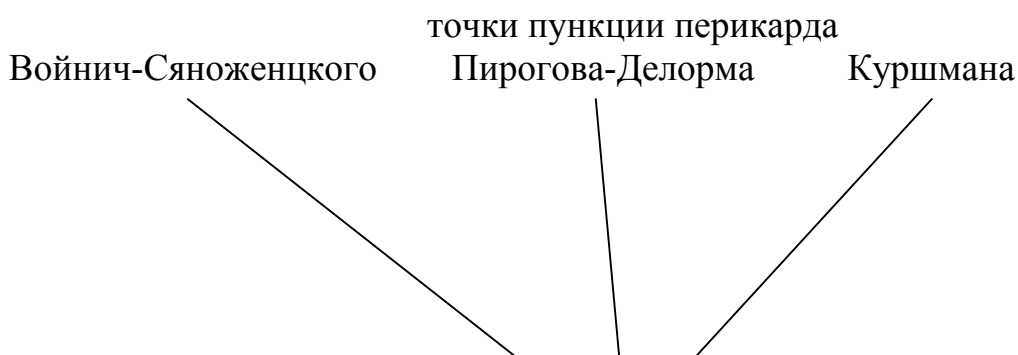 точки пункции перикарда
Войнич-Сяноженцкого Пирогова-Делорма Куршмана